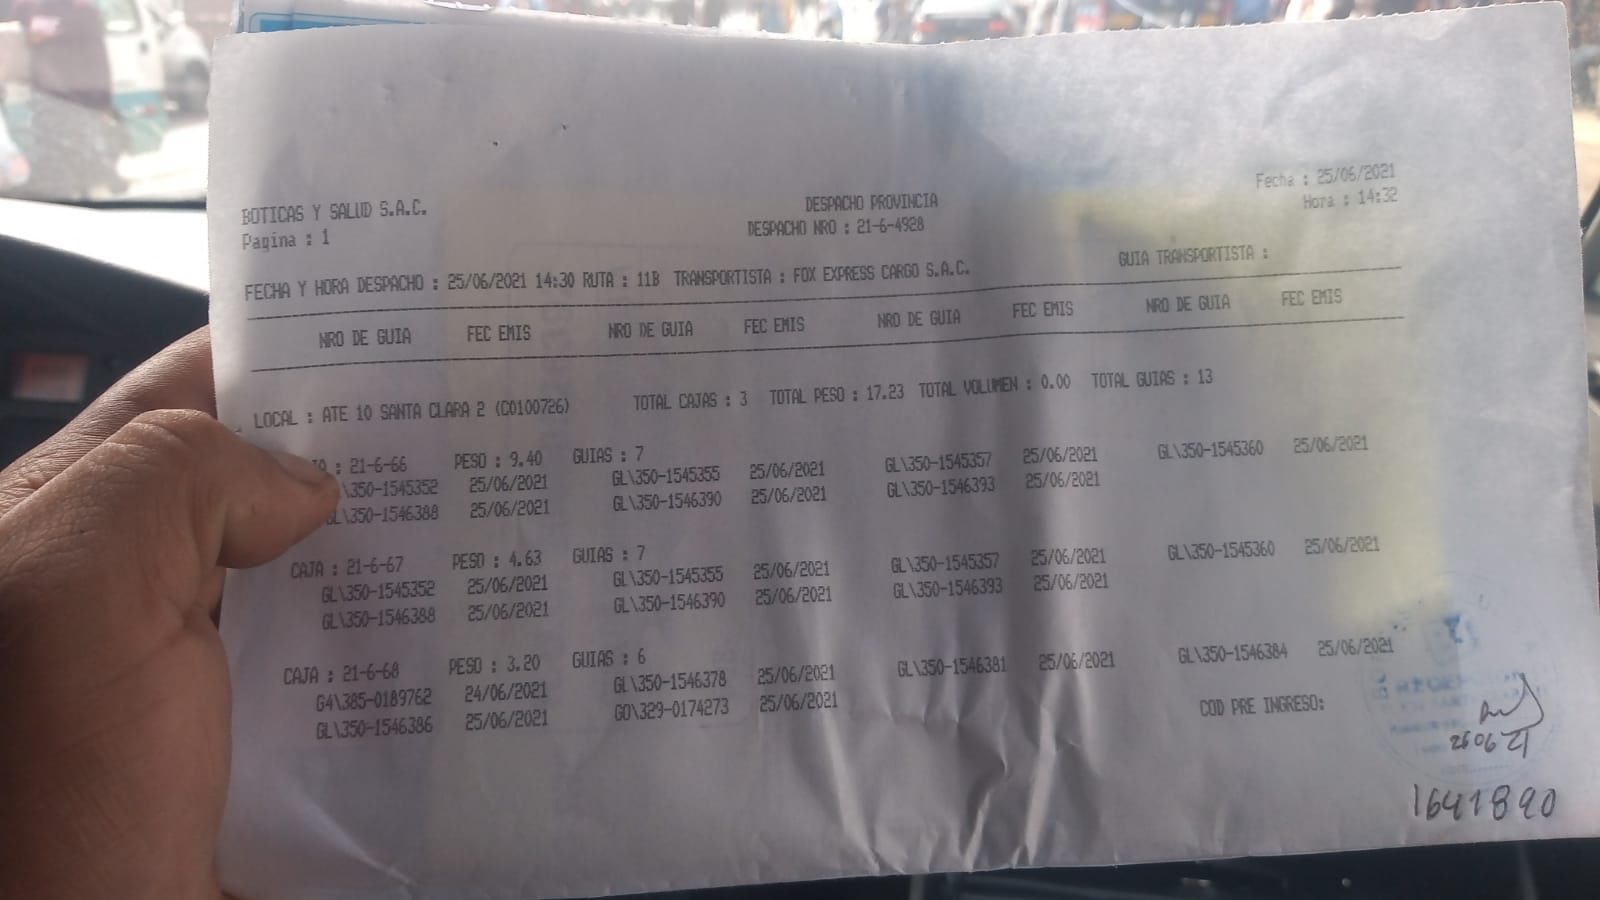 Fecha : 25/06/2021
BOTICAS Y SALUD S.A.C. DESPACHO PROVINCIA Hora : 14:32
Pagina : 1 DESPACHO NRO : 21-6-4928
FECHA Y HORA DESPACHO : 25/06/2021 14:30 RUTA : 11B TRANSPORTISTA : FOX EXPRESS CARGO S.A.C. GUIA TRANSPORTISTA :
NRO DE GUIA FEC EMIS NRO DE GUIA FEC EMIS NRO DE GUIA FEC EMIS NRO DE GUIA FEC EMIS
LOCAL : ATE 10 SANTA CLARA 2 (C0100726) TOTAL CAJAS : 3 TOTAL PESO : 17.23 TOTAL VOLUMEN : 0.00 TOTAL GUIAS : 13
: 21-6-66 PESO : 9.40 GUIAS : 7
\350-1545352 25/06/2021 GL\350-1545355 25/06/2021 GL\350-1545357 25/06/2021 GL\350-1545360 25/06/2021
GL\350-1546388 25/06/2021 GL\350-1546390 25/06/2021 GL\350-1546393 25/06/2021
CAJA : 21-6-67 PESO : 4.63 GUIAS : 7
GL\350-1545352 25/06/2021 GL\350-1545355 25/06/2021 GL\350-1545357 25/06/2021 GL\350-1545360 25/06/2021
GL\350-1546388 25/06/2021 GL\350-1546390 25/06/2021 GL\350-1546393 25/06/2021
CAJA : 21-6-68 PESO : 3.20 GUIAS : 6
G4\385-0189762 24/06/2021 GL\350-1546378 25/06/2021 GL\350-1546381 25/06/2021 GL\350-1546384 25/06/2021
GL\350-1546386 25/06/2021 GO\329-0174273 25/06/2021
COD PRE INGRESO:
26 06 21
1641890